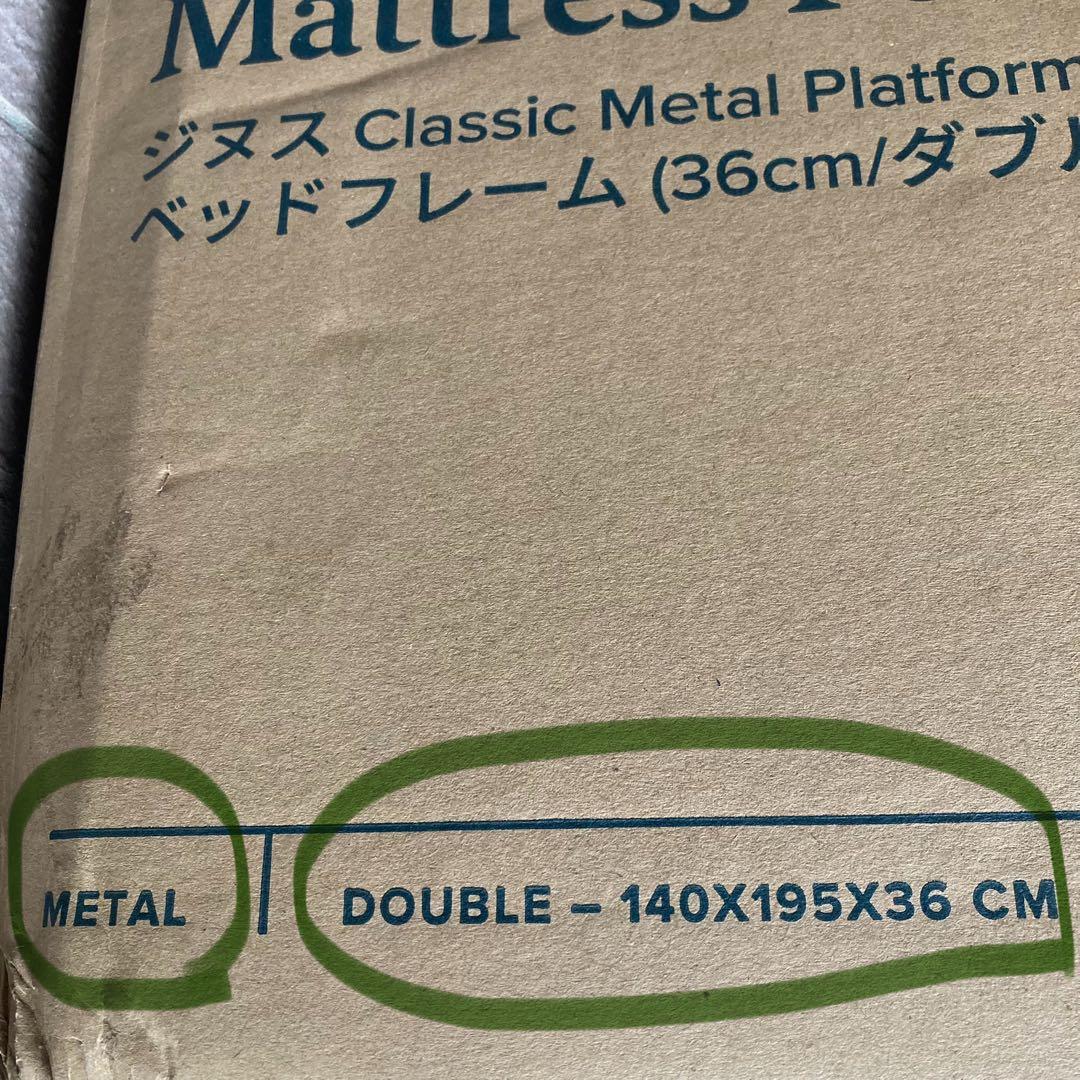 Mattress
ジヌス Classic Metal Platform
ベッドフレーム (36cm/ダブル
METAL
DOUBLE – 140X195X36 CM